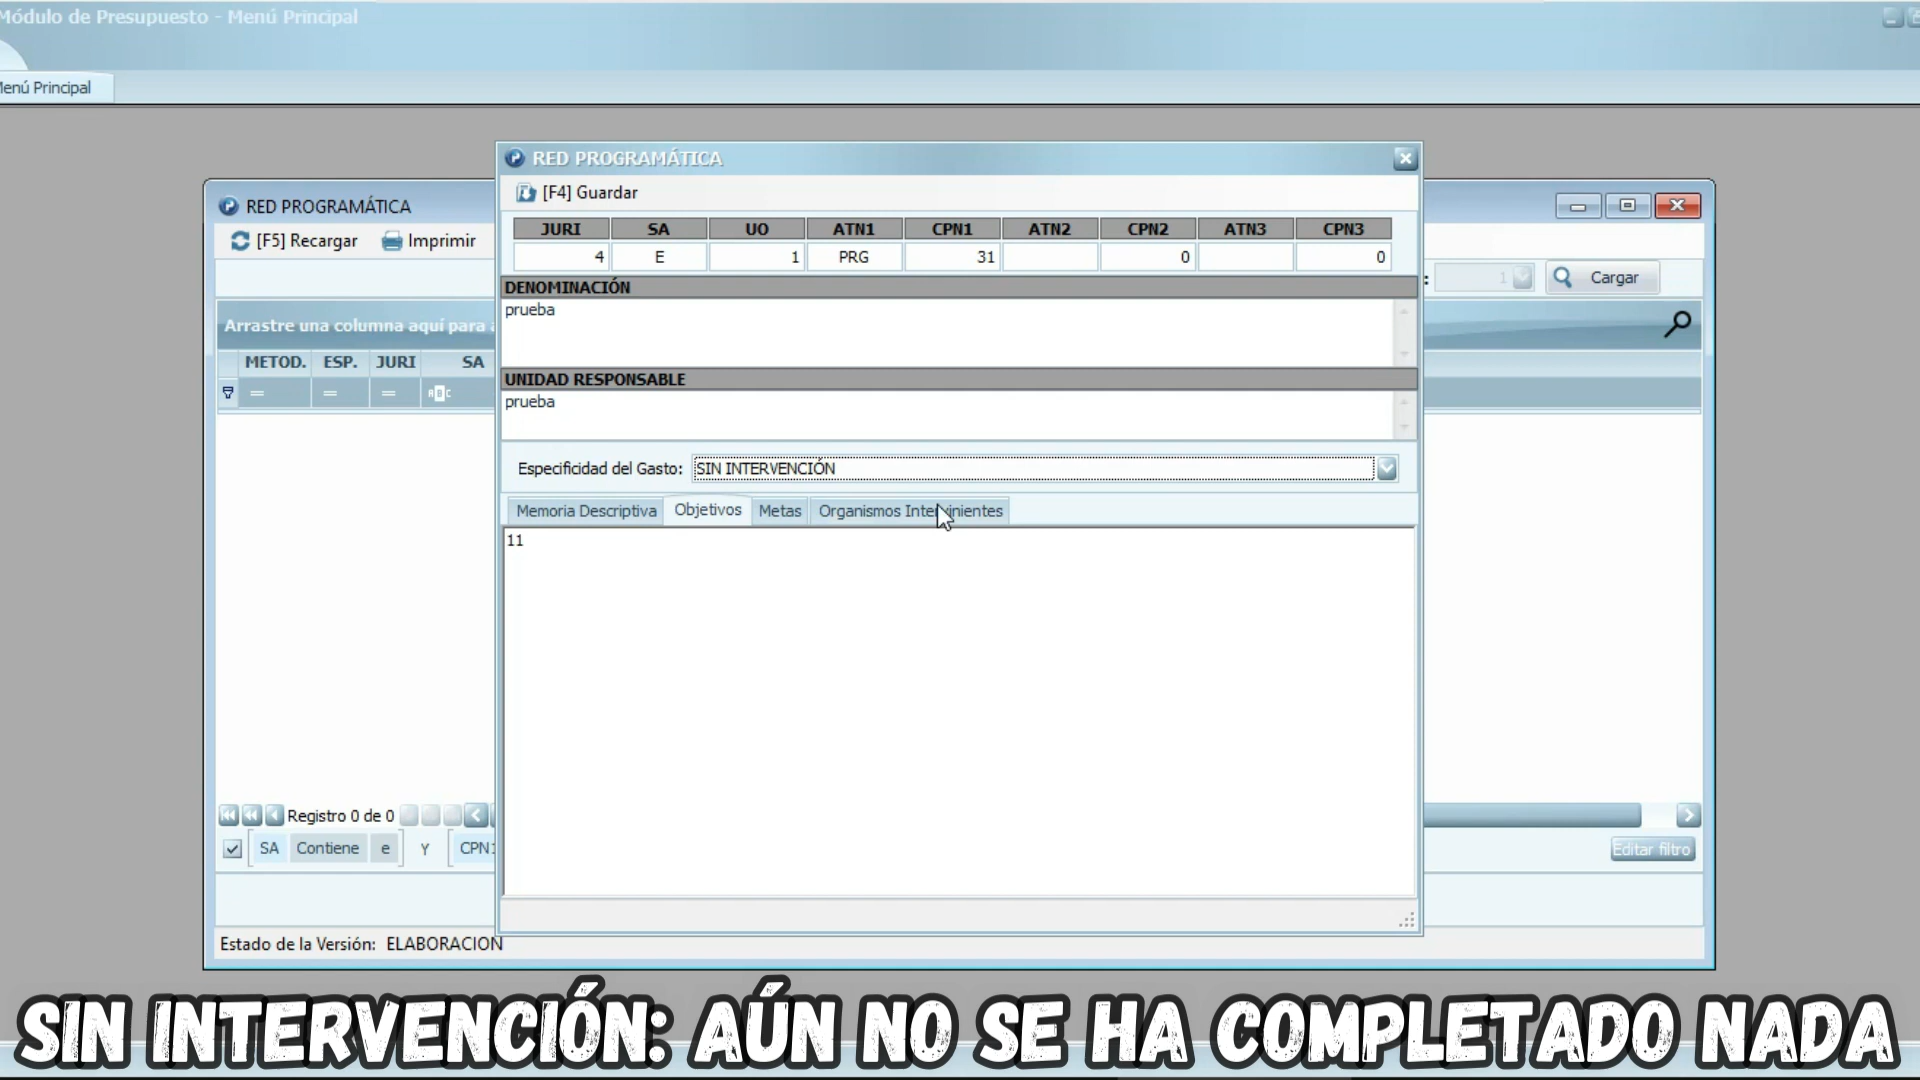 Módulo de Presupuesto - Menú Principal
Menú Principal
RED PROGRAMÁTICA
[F4] Guardar
JURI SA UO ATN1 CPN1 ATN2 CPN2 ATN3 CPN3
4 E 1 PRG 31 0 0
DENOMINACIÓN
prueba
UNIDAD RESPONSABLE
prueba
Especificidad del Gasto: SIN INTERVENCIÓN
Memoria Descriptiva Objetivos Metas Organismos Intervinientes
11
RED PROGRAMÁTICA
[F5] Recargar Imprimir
: 1 Cargar
Arrastre una columna aquí para
METOD. ESP. JURI SA
= = = ABC
Registro 0 de 0
SA Contiene e Y CPN1
Editar filtro
Estado de la Versión: ELABORACION
SIN INTERVENCIÓN: AÚN NO SE HA COMPLETADO NADA